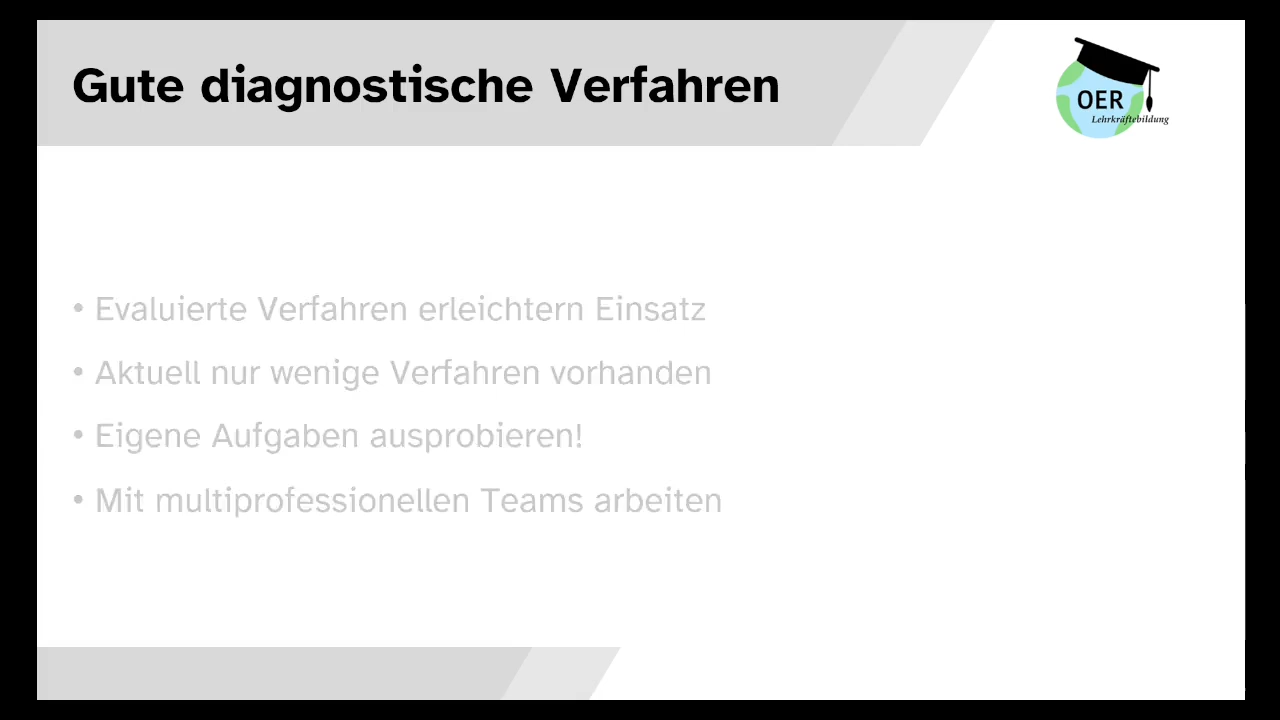 Gute diagnostische Verfahren
OER
Lehrkräftebildung
• Evaluierte Verfahren erleichtern Einsatz
• Aktuell nur wenige Verfahren vorhanden
• Eigene Aufgaben ausprobieren!
• Mit multiprofessionellen Teams arbeiten